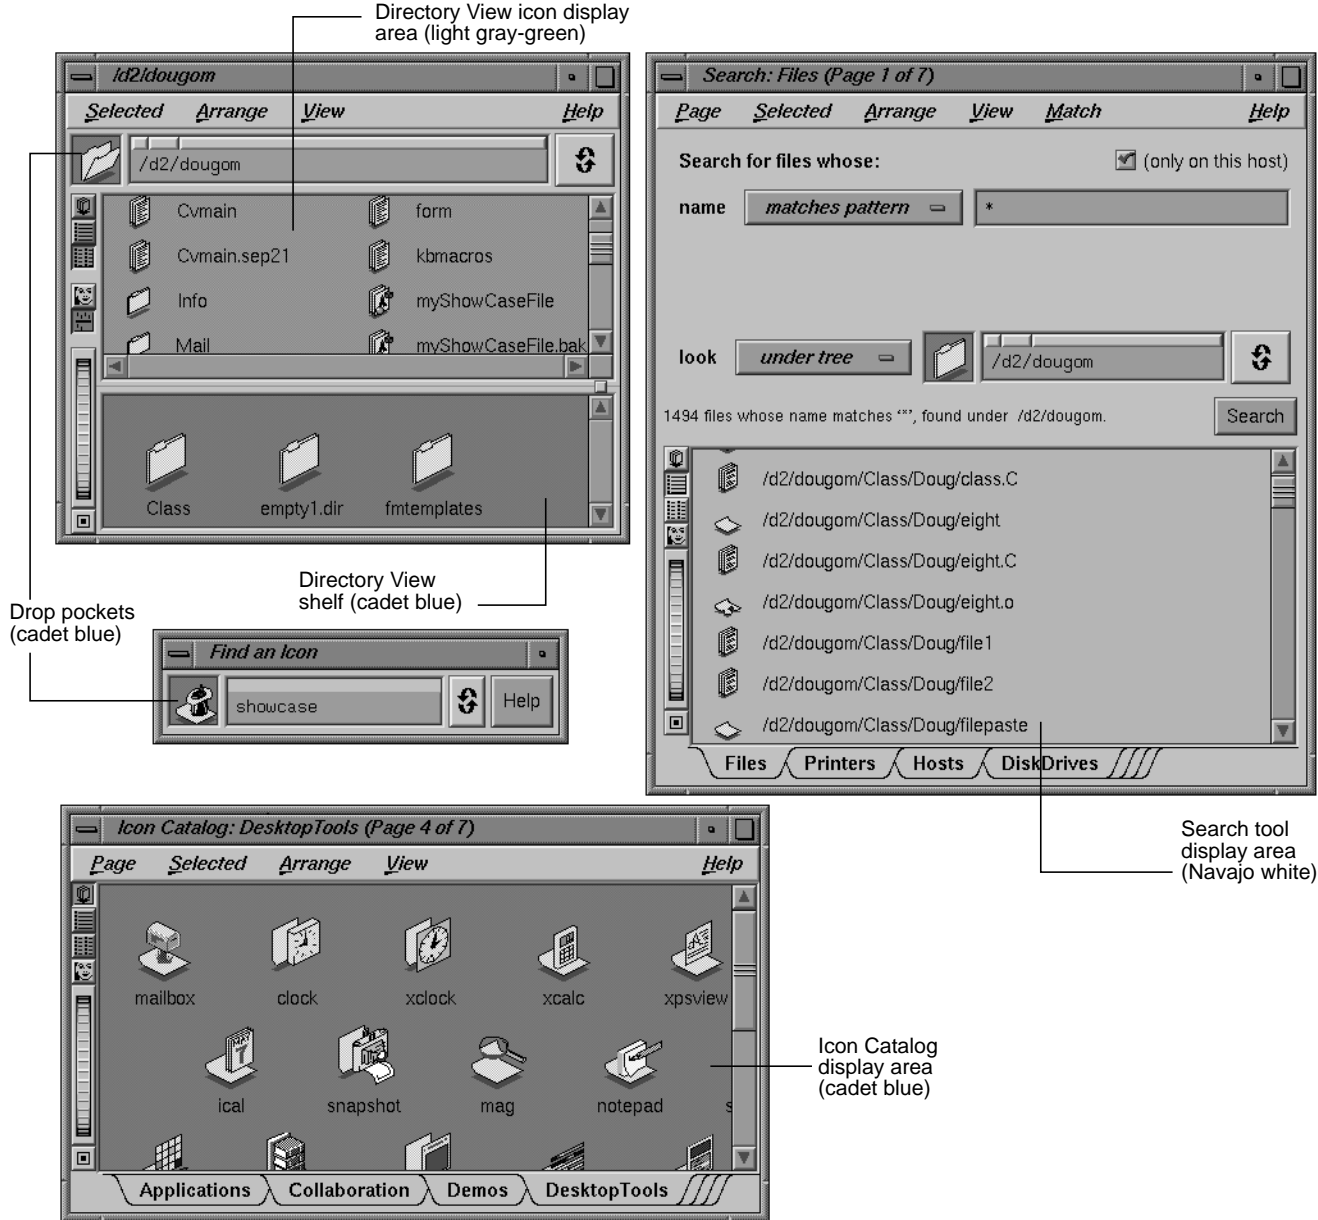 Directory View icon display
area (light gray-green)
/d2/dougom
Selected Arrange View Help
/d2/dougom
Cvmain form
Cvmain.sep21 kbmacros
Info myShowCaseFile
Mail myShowCaseFile.bak
Class empty1.dir fmtemplates
Directory View
shelf (cadet blue)
Drop pockets
(cadet blue)
Find an Icon
showcase Help
Search: Files (Page 1 of 7)
Page Selected Arrange View Match Help
Search for files whose: (only on this host)
name matches pattern *
look under tree /d2/dougom
1494 files whose name matches “*”, found under /d2/dougom. Search
/d2/dougom/Class/Doug/class.C
/d2/dougom/Class/Doug/eight
/d2/dougom/Class/Doug/eight.C
/d2/dougom/Class/Doug/eight.o
/d2/dougom/Class/Doug/file1
/d2/dougom/Class/Doug/file2
/d2/dougom/Class/Doug/filepaste
Files Printers Hosts DiskDrives
Search tool
display area
(Navajo white)
Icon Catalog: DesktopTools (Page 4 of 7)
Page Selected Arrange View Help
mailbox clock xclock xcalc xpsview
MAY
7
ical snapshot mag notepad s
Applications Collaboration Demos DesktopTools
Icon Catalog
display area
(cadet blue)